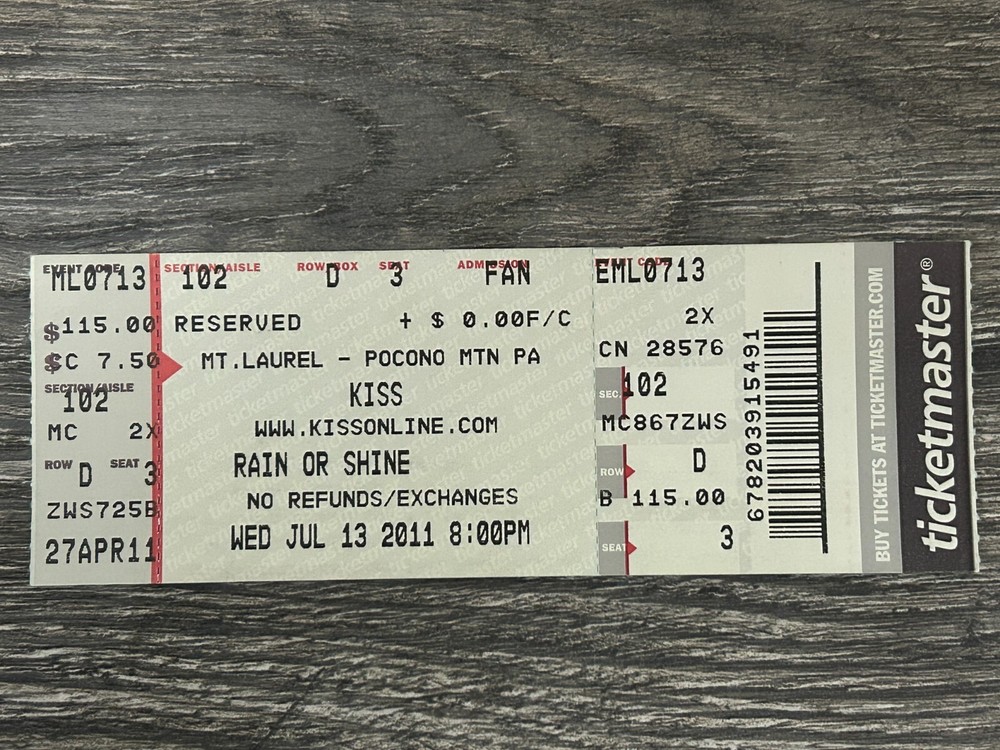 EVENT CODE
ML0713
$115.00
$C 7.50
SECTION/AISLE
102
MC 2X
ROW D SEAT 3
ZWS725B
27APR11
SECTION/AISLE ROW/BOX SEAT ADMISSION
102 D 3 FAN
RESERVED + $ 0.00F/C
MT.LAUREL - POCONO MTN PA
KISS
WWW.KISSONLINE.COM
RAIN OR SHINE
NO REFUNDS/EXCHANGES
WED JUL 13 2011 8:00PM
EVENT CODE
EML0713
2X
CN 28576
SEC. 102
MC867ZWS
ROW D
B 115.00
SEAT 3
678203915491
BUY TICKETS AT TICKETMASTER.COM
ticketmaster®